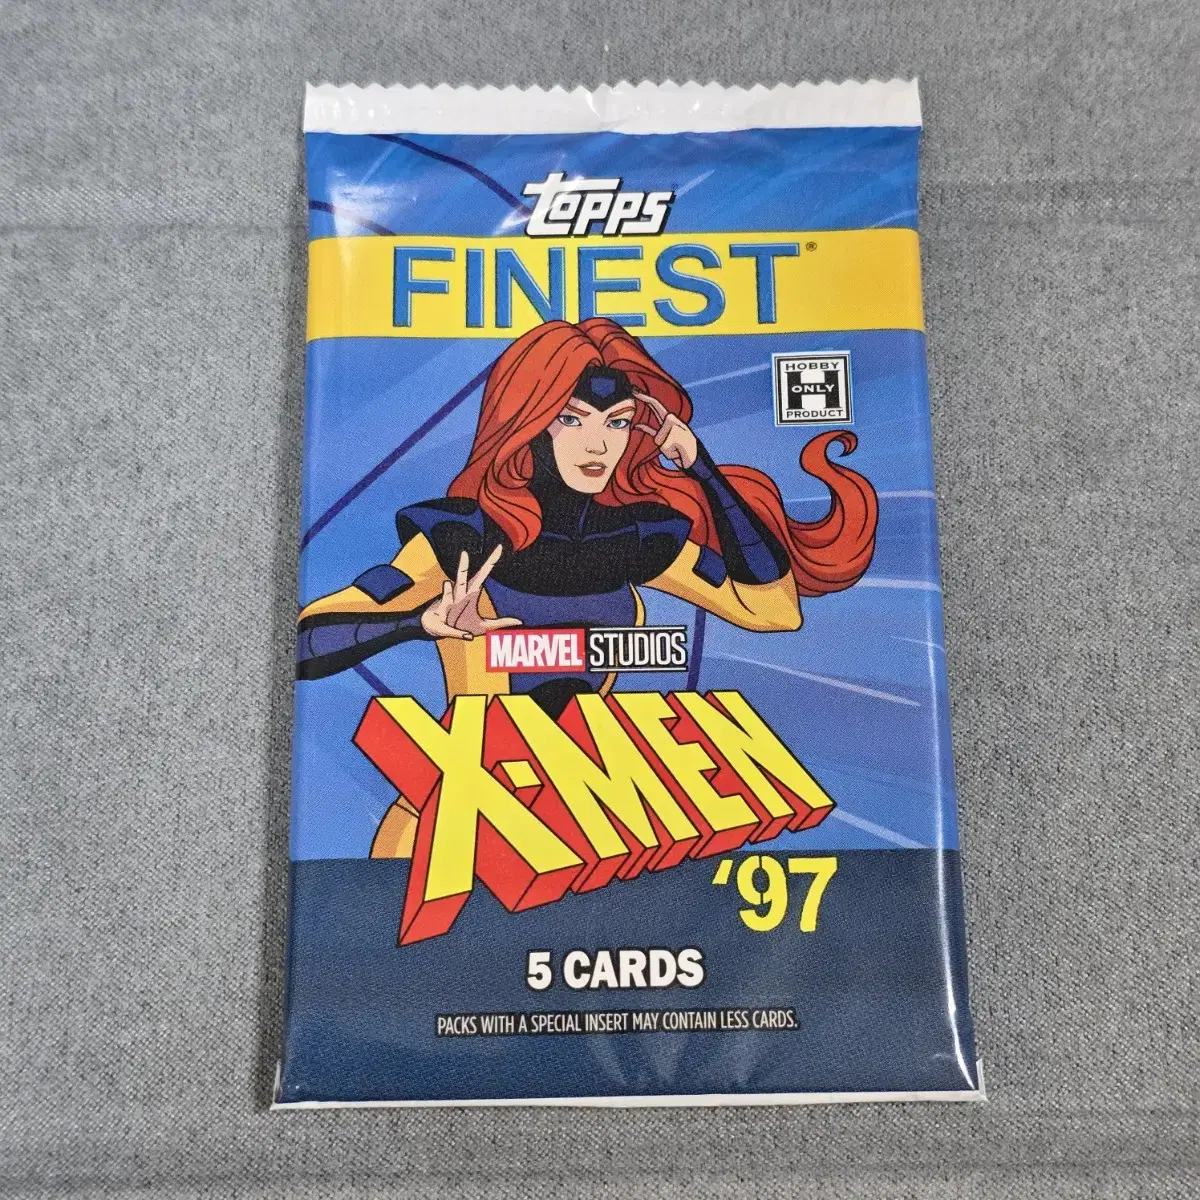 Topps
FINEST®
HOBBY
H
ONLY
PRODUCT
MARVEL STUDIOS
X-MEN
'97
5 CARDS
PACKS WITH A SPECIAL INSERT MAY CONTAIN LESS CARDS.